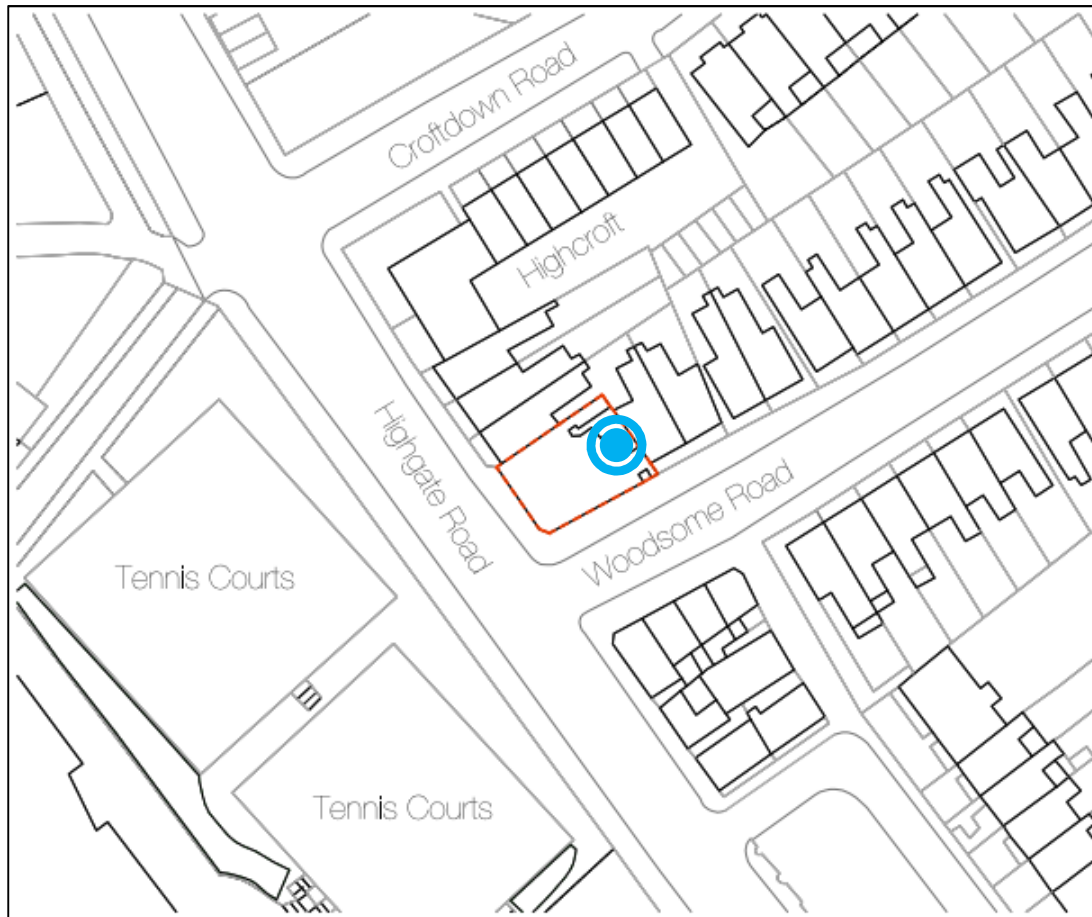 Croftdown Road
Highcroft
Highgate Road
Woodsome Road
Tennis Courts
Tennis Courts